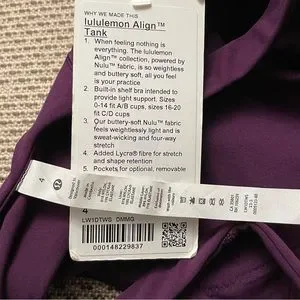 WHY WE MADE THIS
lululemon Align™
Tank
1. When feeling nothing is
everything. The lululemon
Align™ collection, powered by
Nulu™ fabric, is so weightless
and buttery soft, all you feel
is your practice
2. Built-in shelf bra intended to
provide light support. Sizes
0-14 fit A/B cups, sizes 16-20
fit C/D cups
3. Our buttery-soft Nulu™ fabric
feels weightlessly light and is
sweat-wicking and four-way
stretch
4. Added Lycra® fibre for stretch
and shape retention
5. Pockets for optional, removable
4
4
LW1DTWS DMMG
000148229837